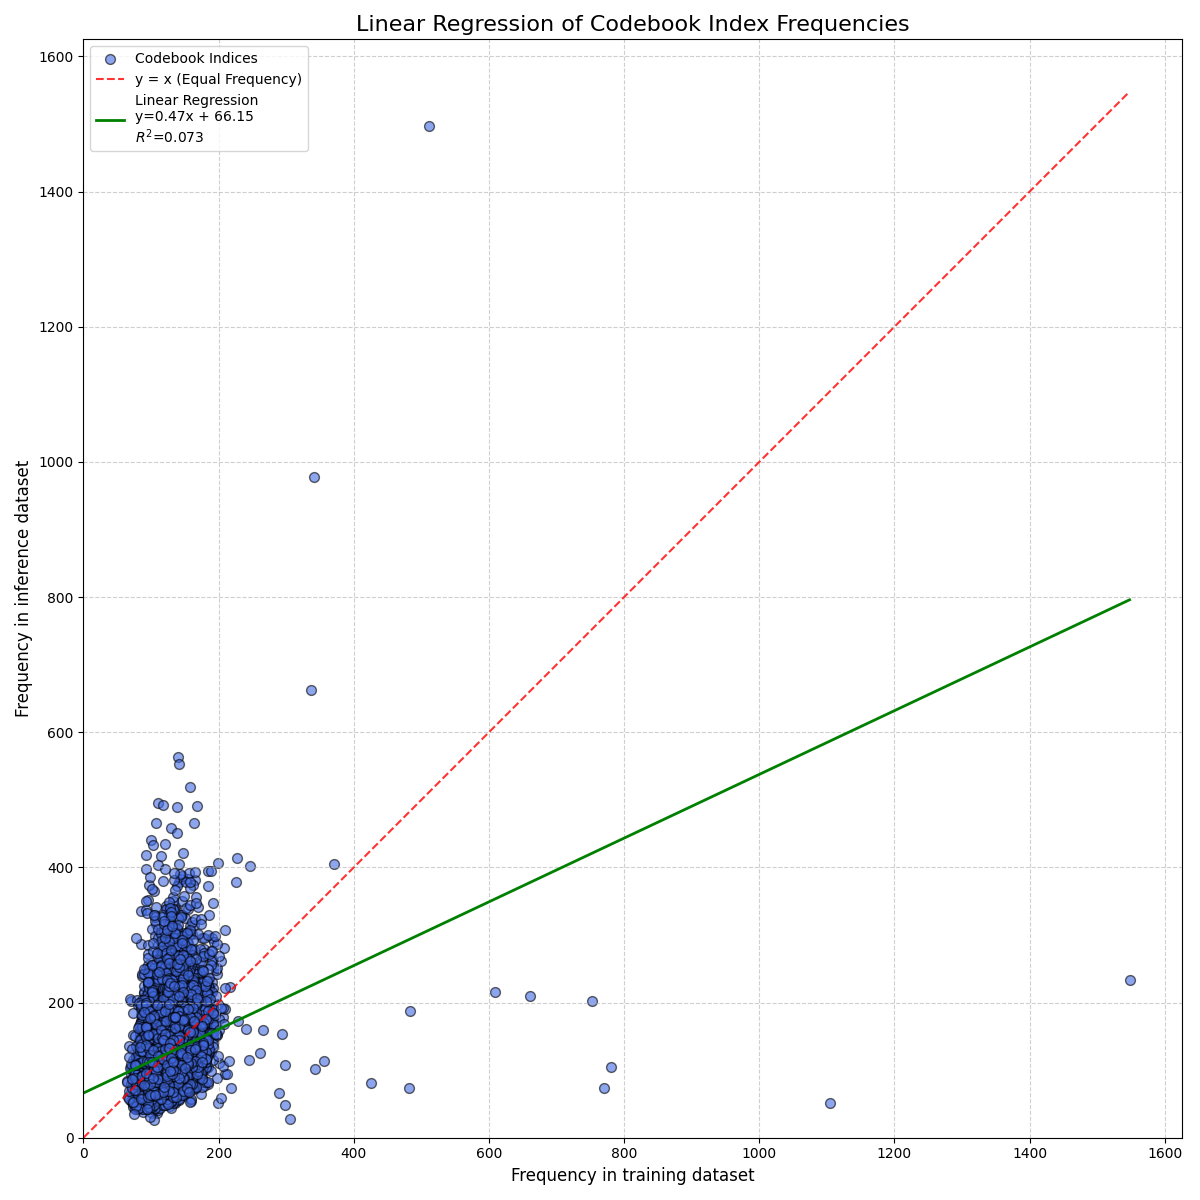 Linear Regression of Codebook Index Frequencies
Codebook Indices
y = x (Equal Frequency)
Linear Regression
y=0.47x + 66.15
R²=0.073
Frequency in inference dataset
1600
1400
1200
1000
800
600
400
200
0
0 200 400 600 800 1000 1200 1400 1600
Frequency in training dataset